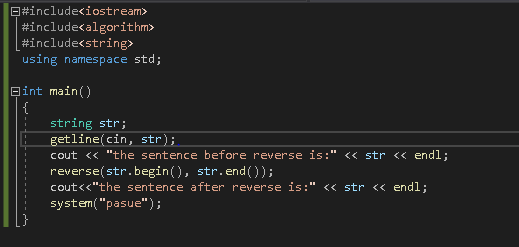 #include<iostream>
#include<algorithm>
#include<string>
using namespace std;
int main()
{
string str;
getline(cin, str);
cout << "the sentence before reverse is:" << str << endl;
reverse(str.begin(), str.end());
cout<<"the sentence after reverse is:" << str << endl;
system("pasue");
}